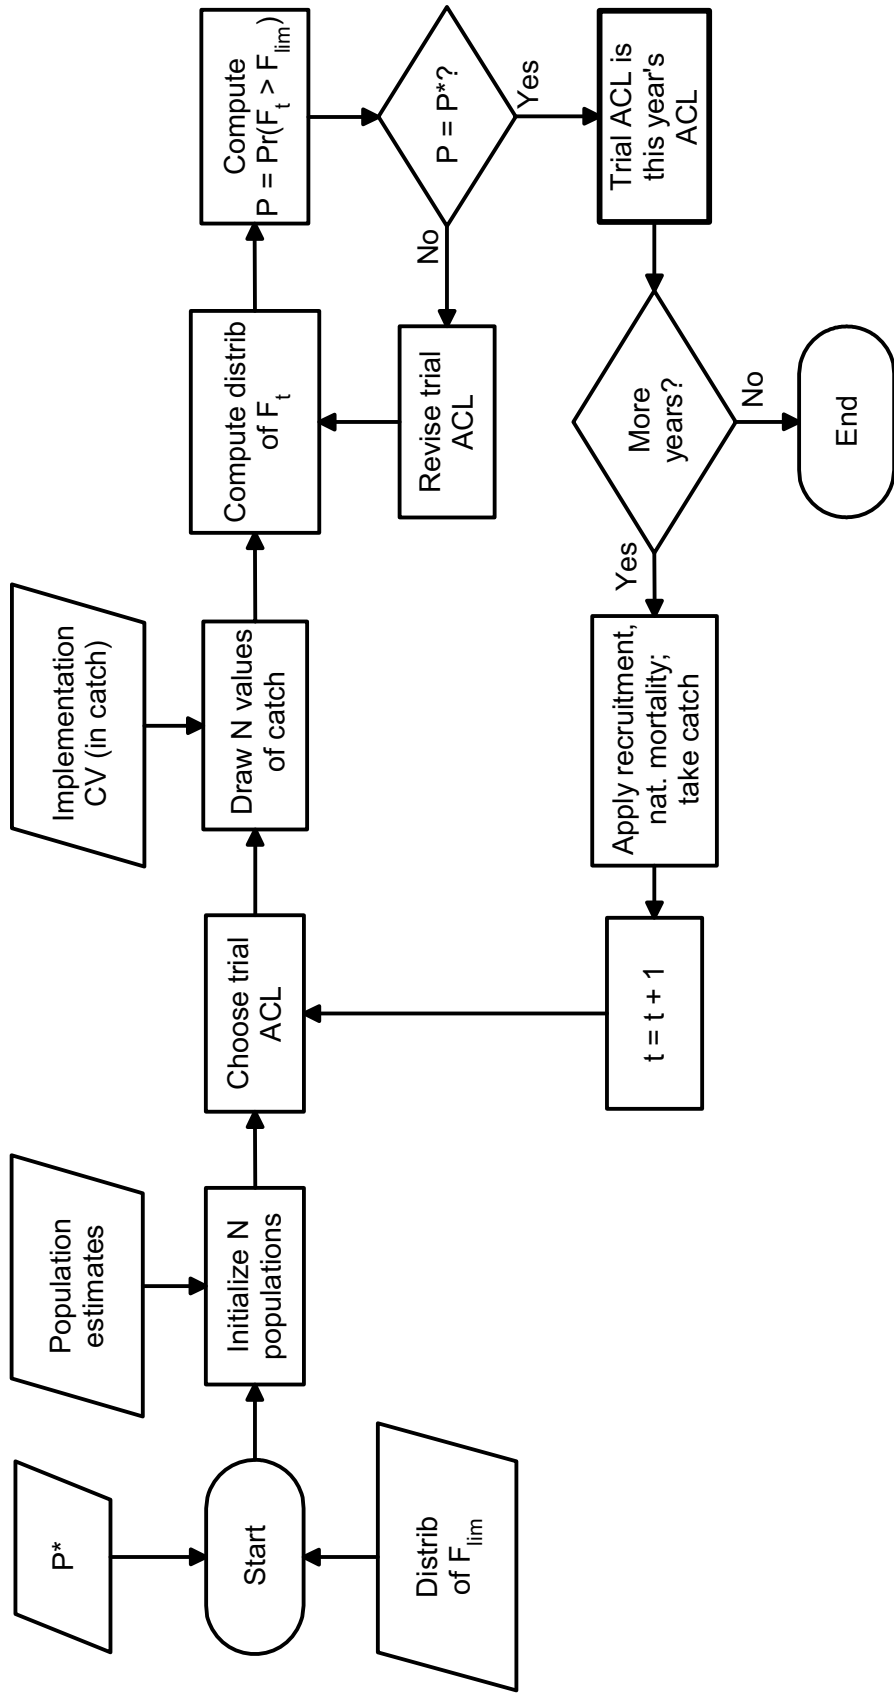 P*
Population
estimates
Implementation
CV (in catch)
Start
Initialize N
populations
Choose trial
ACL
Draw N values
of catch
Compute distrib
of F_t
Compute
P = Pr(F_t > F_lim)
Distrib
of F_lim
Revise trial
ACL
No
P = P*?
Yes
t = t + 1
Apply recruitment,
nat. mortality;
take catch
Yes
More
years?
No
Trial ACL is
this year's
ACL
End